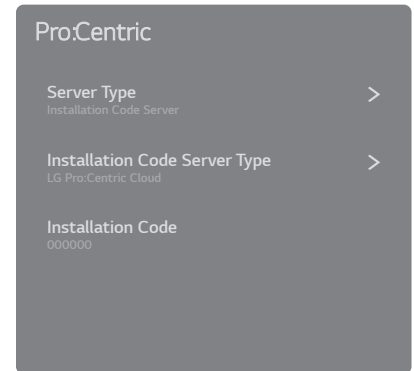 Pro:Centric
Server Type
Installation Code Server
Installation Code Server Type
LG Pro:Centric Cloud
Installation Code
000000